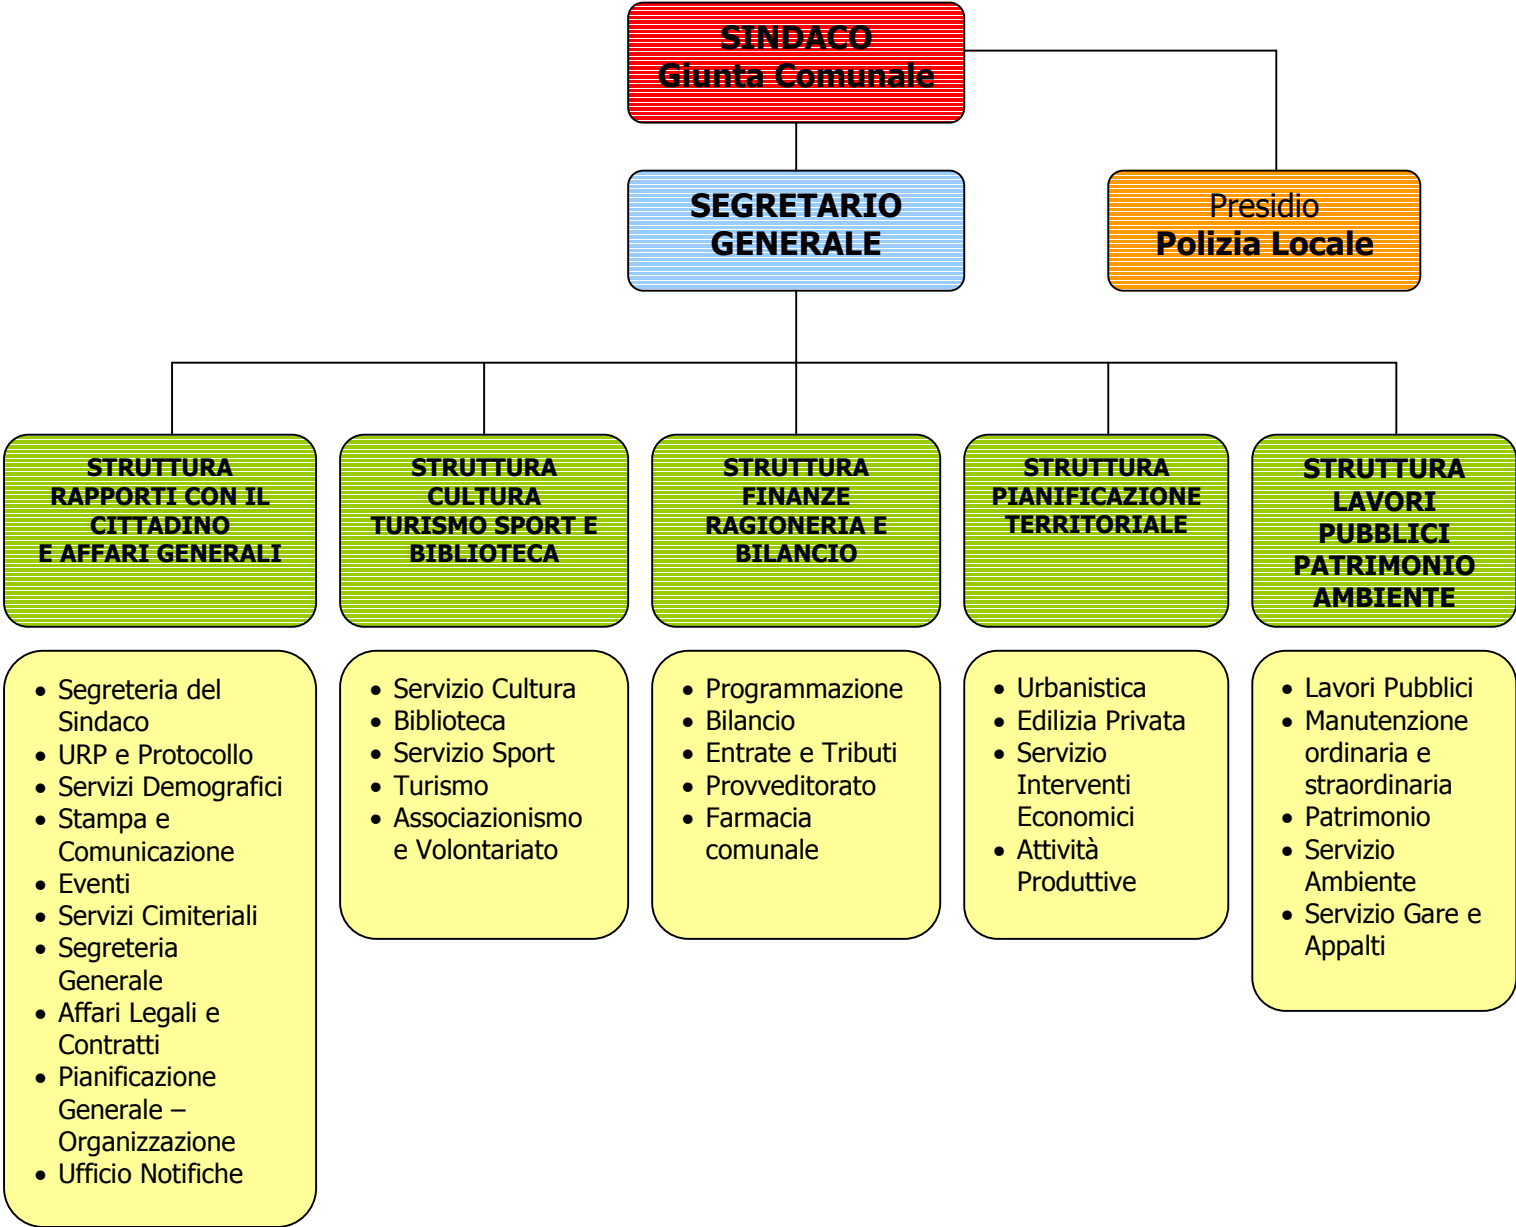 SINDACO
Giunta Comunale
SEGRETARIO
GENERALE
Presidio
Polizia Locale
STRUTTURA
RAPPORTI CON IL
CITTADINO
E AFFARI GENERALI
STRUTTURA
CULTURA
TURISMO SPORT E
BIBLIOTECA
STRUTTURA
FINANZE
RAGIONERIA E
BILANCIO
STRUTTURA
PIANIFICAZIONE
TERRITORIALE
STRUTTURA
LAVORI
PUBBLICI
PATRIMONIO
AMBIENTE
• Segreteria del
Sindaco
• URP e Protocollo
• Servizi Demografici
• Stampa e
Comunicazione
• Eventi
• Servizi Cimiteriali
• Segreteria
Generale
• Affari Legali e
Contratti
• Pianificazione
Generale –
Organizzazione
• Ufficio Notifiche
• Servizio Cultura
• Biblioteca
• Servizio Sport
• Turismo
• Associazionismo
e Volontariato
• Programmazione
• Bilancio
• Entrate e Tributi
• Provveditorato
• Farmacia
comunale
• Urbanistica
• Edilizia Privata
• Servizio
Interventi
Economici
• Attività
Produttive
• Lavori Pubblici
• Manutenzione
ordinaria e
straordinaria
• Patrimonio
• Servizio
Ambiente
• Servizio Gare e
Appalti